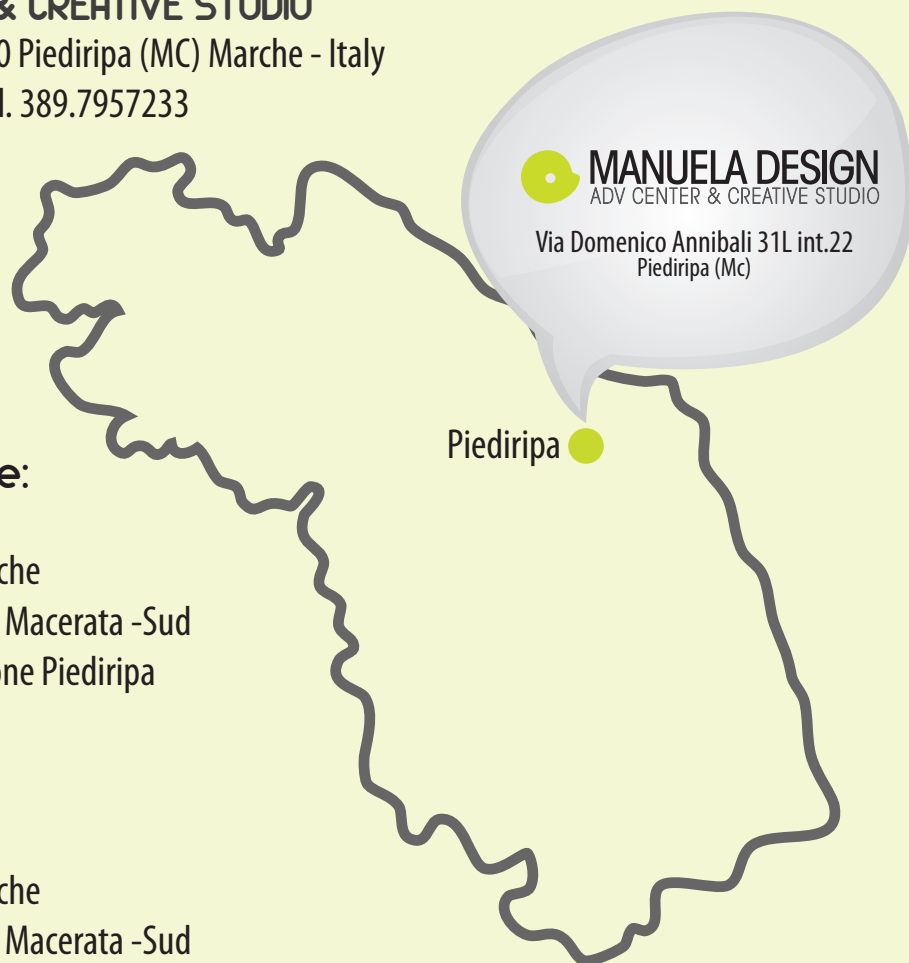 & CREATIVE STUDIO
0 Piediripa (MC) Marche - Italy
l. 389.7957233
MANUELA DESIGN
ADV CENTER & CREATIVE STUDIO
Via Domenico Annibali 31L int.22
Piediripa (Mc)
Piediripa
e:
che
Macerata -Sud
one Piediripa
che
Macerata -Sud